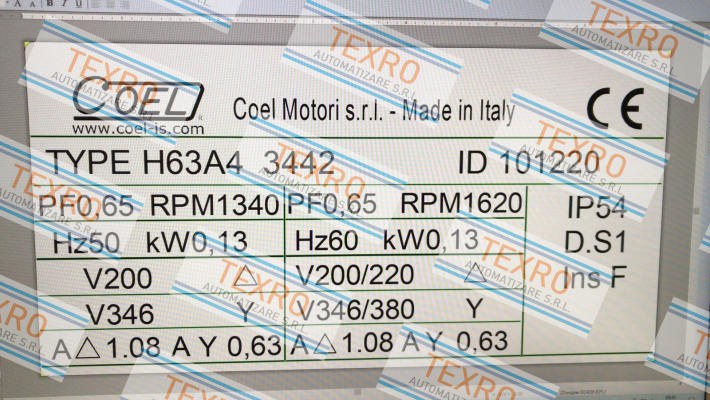 COEL
www.coel-is.com
Coel Motori s.r.l. - Made in Italy
CE
TYPE H63A4 3442 ID 101220
PF0,65 RPM1340 PF0,65 RPM1620 IP54
Hz50 kW0,13 Hz60 kW0,13 D.S1
V200 △ V200/220 △ Ins F
V346 Y V346/380 Y
A△1.08 A Y 0,63 A△1.08 A Y 0,63
TEXRO
AUTOMATIZARE S.R.L.